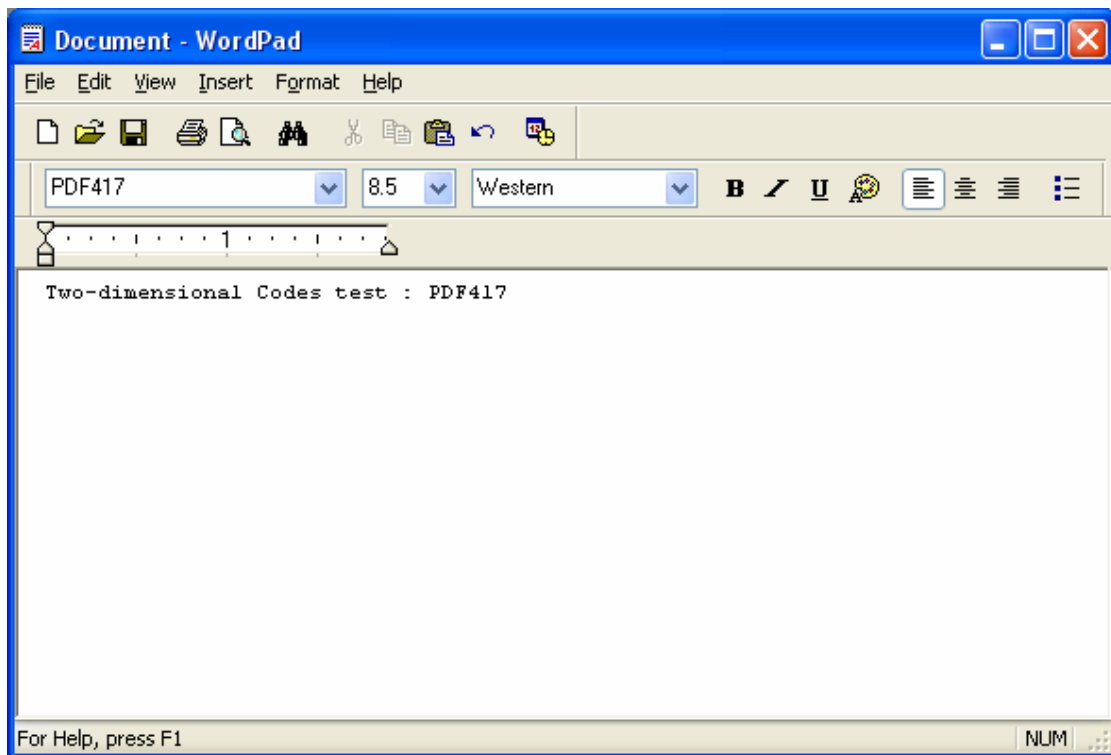 Document - WordPad
File Edit View Insert Format Help
PDF417 8.5 Western B I U
1
Two-dimensional Codes test : PDF417
For Help, press F1 NUM